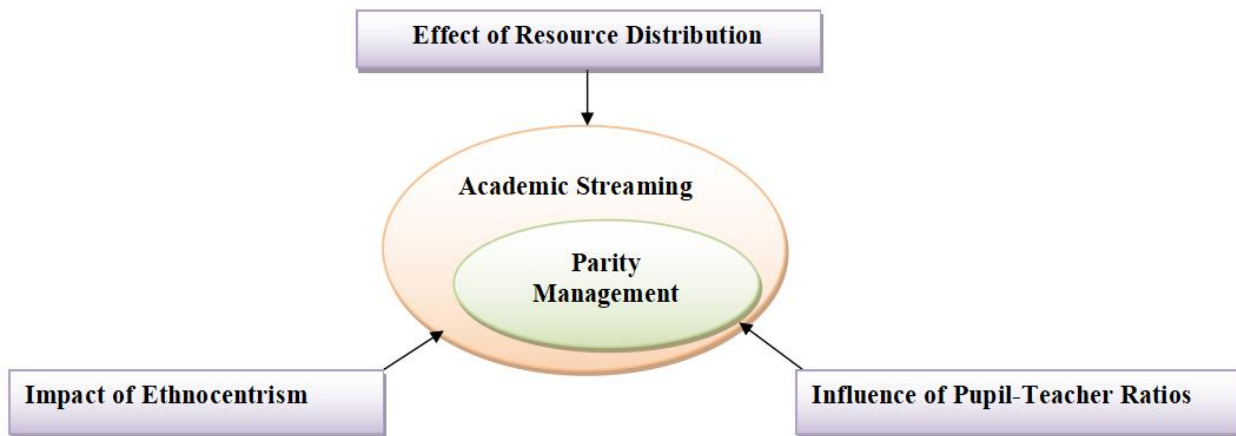 Effect of Resource Distribution
Academic Streaming
Parity
Management
Impact of Ethnocentrism
Influence of Pupil-Teacher Ratios